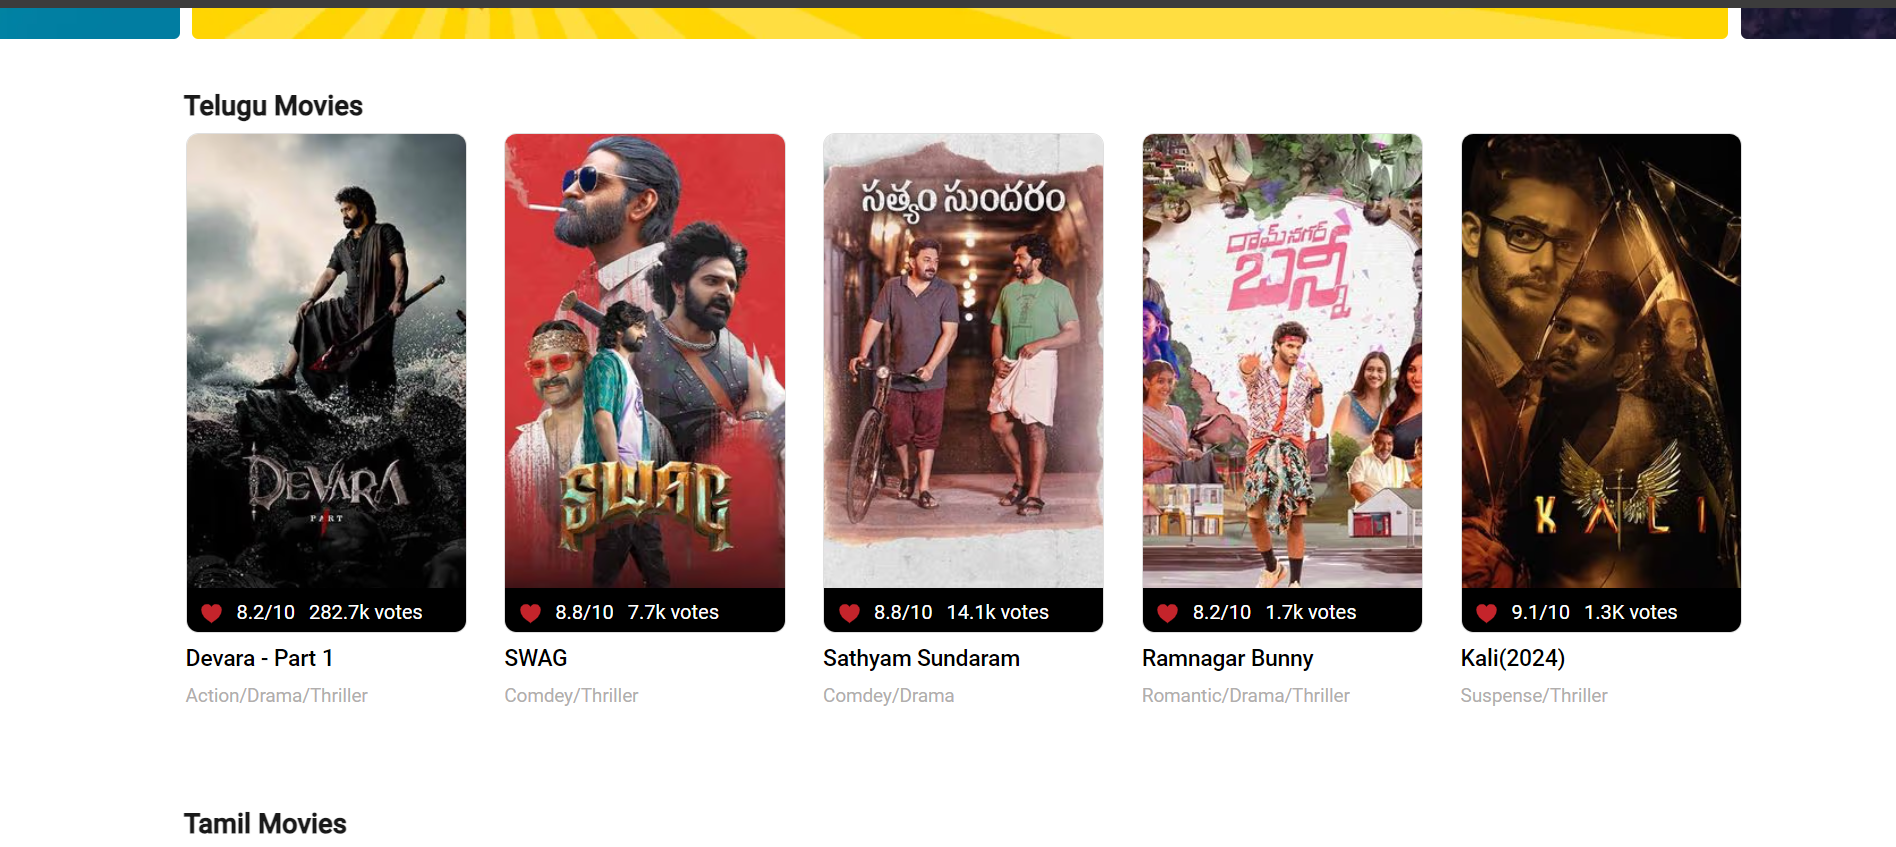 Telugu Movies
DEVARA
PART 1
SWAG
సత్యం సుందరం
రామ్‌నగర్
బన్నీ
KALI
8.2/10 282.7k votes
8.8/10 7.7k votes
8.8/10 14.1k votes
8.2/10 1.7k votes
9.1/10 1.3K votes
Devara - Part 1
SWAG
Sathyam Sundaram
Ramnagar Bunny
Kali(2024)
Action/Drama/Thriller
Comdey/Thriller
Comdey/Drama
Romantic/Drama/Thriller
Suspense/Thriller
Tamil Movies